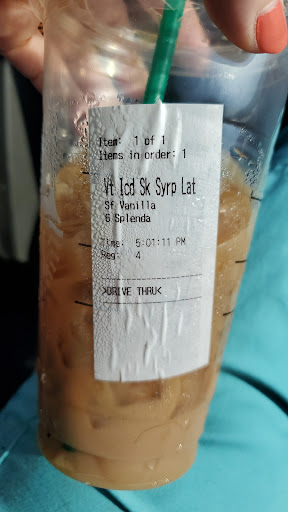 Item: 1 of 1
Items in order: 1
Vt Icd Sk Syrp Lat
Sf Vanilla
6 Splenda
Time: 5:01:11 PM
Reg: 4
>DRIVE THRU<